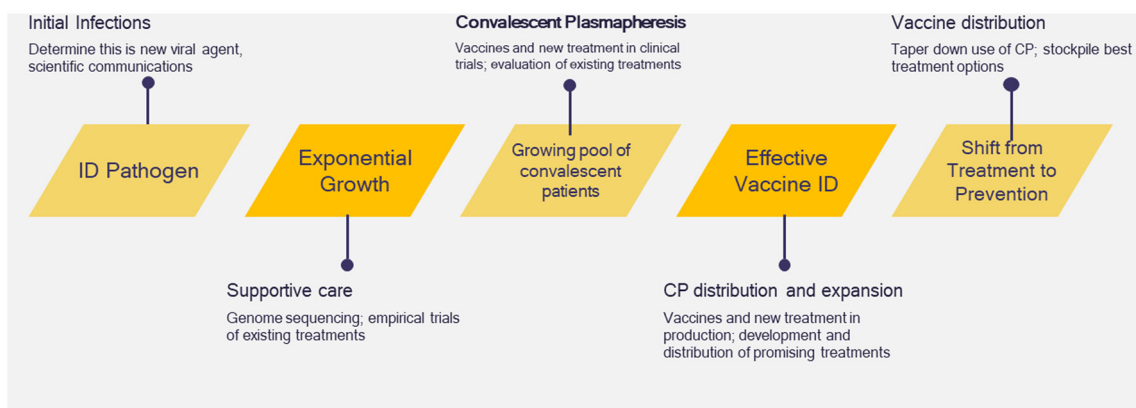 Initial Infections
Determine this is new viral agent,
scientific communications
ID Pathogen
Exponential
Growth
Supportive care
Genome sequencing; empirical trials
of existing treatments
Convalescent Plasmapheresis
Vaccines and new treatment in clinical
trials; evaluation of existing treatments
Growing pool of
convalescent
patients
Effective
Vaccine ID
CP distribution and expansion
Vaccines and new treatment in
production; development and
distribution of promising treatments
Vaccine distribution
Taper down use of CP; stockpile best
treatment options
Shift from
Treatment to
Prevention